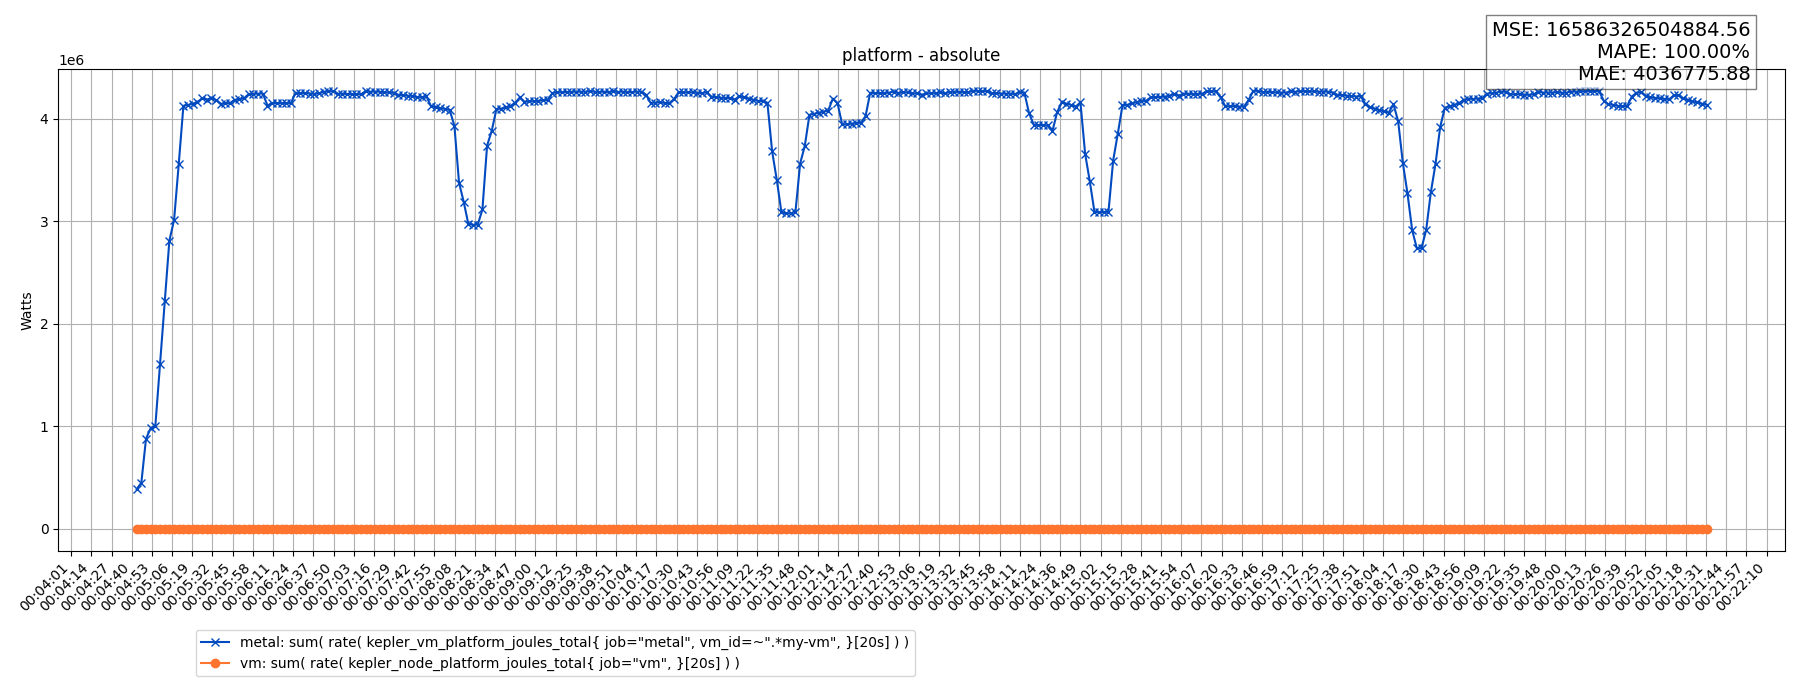 MSE: 16586326504884.56
MAPE: 100.00%
MAE: 4036775.88
platform - absolute
1e6
Watts
4
3
2
1
0
00:04:01 00:04:14 00:04:27 00:04:40 00:04:53 00:05:06 00:05:19 00:05:32 00:05:45 00:05:58 00:06:11 00:06:24 00:06:37 00:06:50 00:07:03 00:07:16 00:07:29 00:07:42 00:07:55 00:08:08 00:08:21 00:08:34 00:08:47 00:09:00 00:09:12 00:09:25 00:09:38 00:09:51 00:10:04 00:10:17 00:10:30 00:10:43 00:10:56 00:11:09 00:11:22 00:11:35 00:11:48 00:12:01 00:12:14 00:12:27 00:12:40 00:12:53 00:13:06 00:13:19 00:13:32 00:13:45 00:13:58 00:14:11 00:14:24 00:14:36 00:14:49 00:15:02 00:15:15 00:15:28 00:15:41 00:15:54 00:16:07 00:16:20 00:16:33 00:16:46 00:16:59 00:17:12 00:17:25 00:17:38 00:17:51 00:18:04 00:18:17 00:18:30 00:18:43 00:18:56 00:19:09 00:19:22 00:19:35 00:19:48 00:20:00 00:20:13 00:20:26 00:20:39 00:20:52 00:21:05 00:21:18 00:21:31 00:21:44 00:21:57 00:22:10
metal: sum( rate( kepler_vm_platform_joules_total{ job="metal", vm_id=~".*my-vm", }[20s] ) )
vm: sum( rate( kepler_node_platform_joules_total{ job="vm", }[20s] ) )